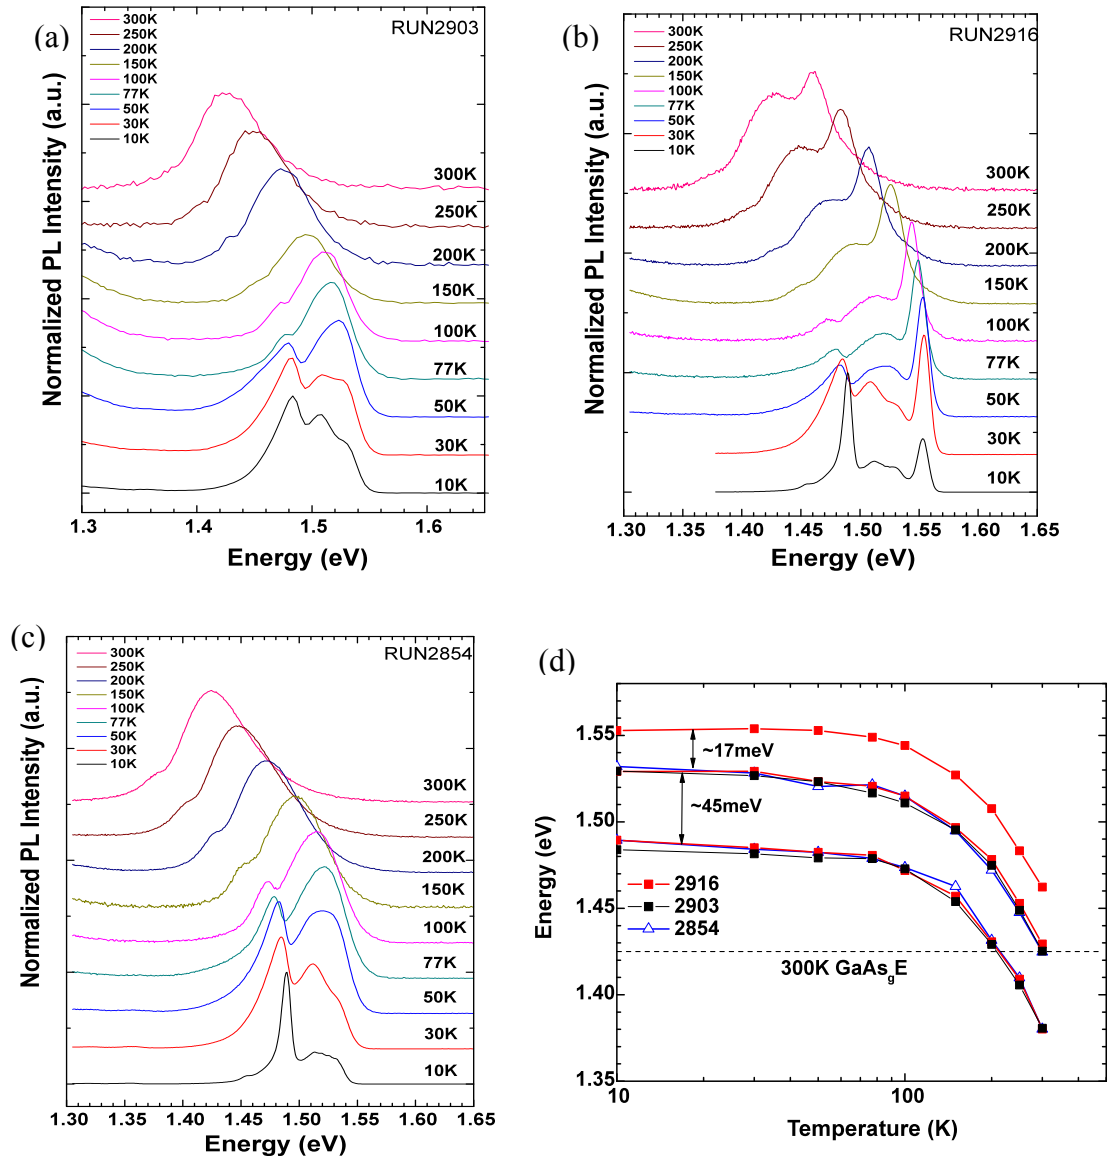 (a)
RUN2903
300K
250K
200K
150K
100K
77K
50K
30K
10K
Normalized PL Intensity (a.u.)
300K
250K
200K
150K
100K
77K
50K
30K
10K
1.3
1.4
1.5
1.6
Energy (eV)
(b)
RUN2916
300K
250K
200K
150K
100K
77K
50K
30K
10K
Normalized PL Intensity (a.u.)
300K
250K
200K
150K
100K
77K
50K
30K
10K
1.30
1.35
1.40
1.45
1.50
1.55
1.60
1.65
Energy (eV)
(c)
RUN2854
300K
250K
200K
150K
100K
77K
50K
30K
10K
Normalized PL Intensity (a.u.)
300K
250K
200K
150K
100K
77K
50K
30K
10K
1.30
1.35
1.40
1.45
1.50
1.55
1.60
1.65
Energy (eV)
(d)
1.55
1.50
1.45
1.40
1.35
Energy (eV)
~17meV
~45meV
2916
2903
2854
300K GaAs_gE
10
100
Temperature (K)